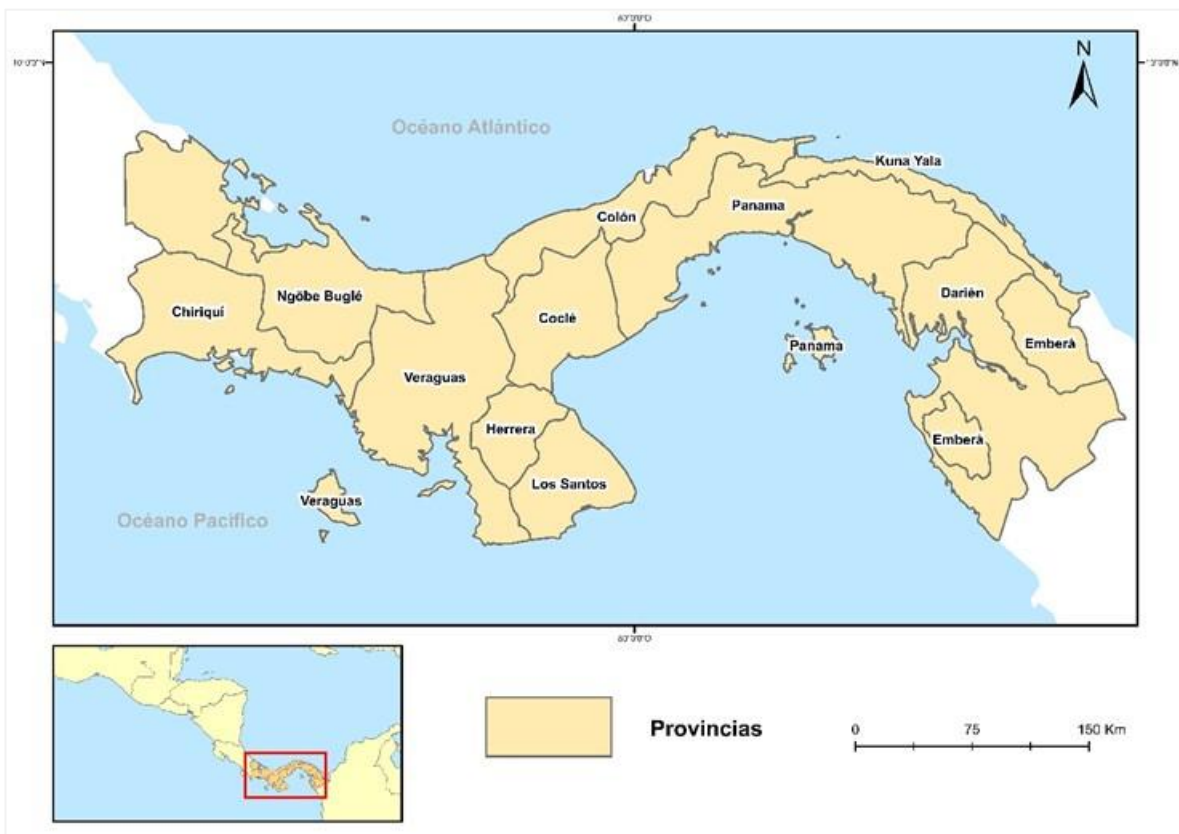 Océano Atlántico
N
Kuna Yala
Colón
Panama
Ngöbe Buglé
Chiriquí
Coclé
Darién
Emberá
Panama
Veraguas
Herrera
Emberá
Los Santos
Veraguas
Océano Pacífico
Provincias
0
75
150 Km